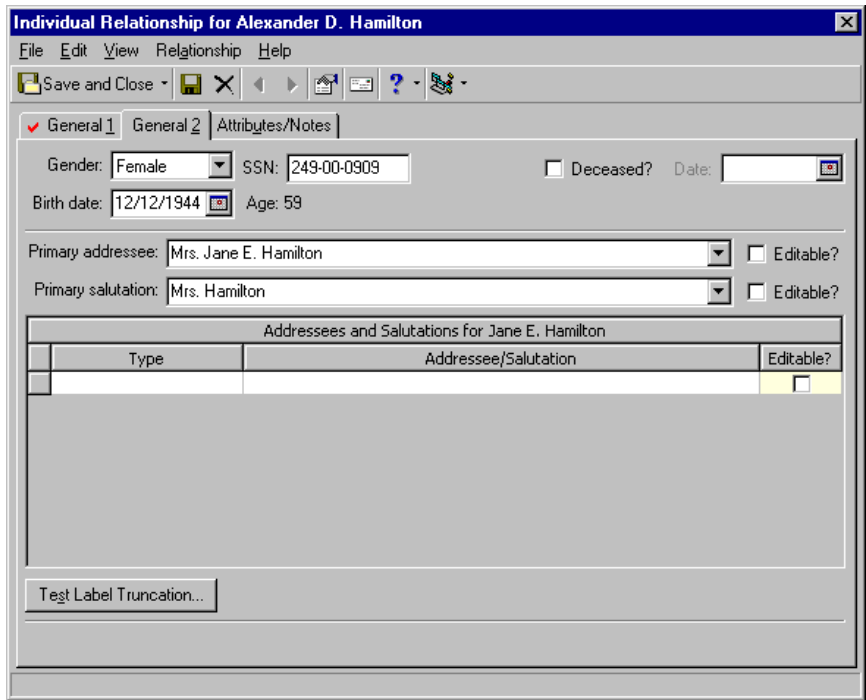 Individual Relationship for Alexander D. Hamilton
File Edit View Relationship Help
Save and Close
General 1 General 2 Attributes/Notes
Gender: Female SSN: 249-00-0909 Deceased? Date:
Birth date: 12/12/1944 Age: 59
Primary addressee: Mrs. Jane E. Hamilton Editable?
Primary salutation: Mrs. Hamilton Editable?
Addressees and Salutations for Jane E. Hamilton
Type Addressee/Salutation Editable?
Test Label Truncation...